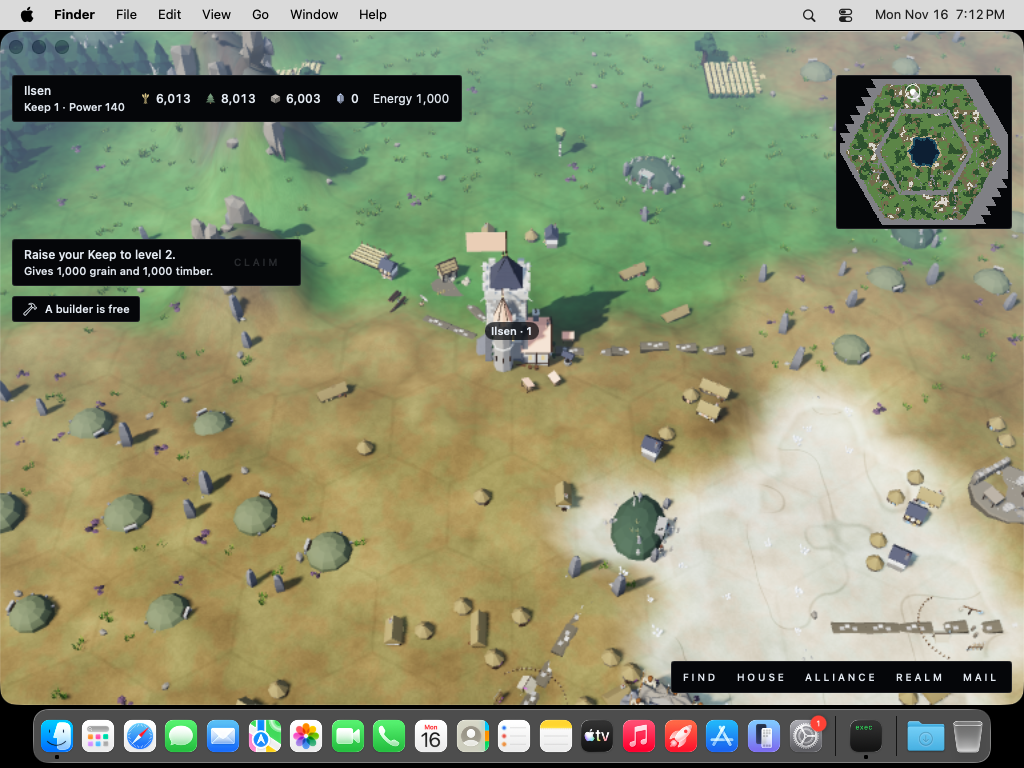 Finder File Edit View Go Window Help Mon Nov 16 7:12 PM
Ilsen
Keep 1 · Power 140
6,013 8,013 6,003 0 Energy 1,000
Raise your Keep to level 2.
Gives 1,000 grain and 1,000 timber.
CLAIM
A builder is free
Ilsen · 1
FIND HOUSE ALLIANCE REALM MAIL
Mon
16
tv
1
exec